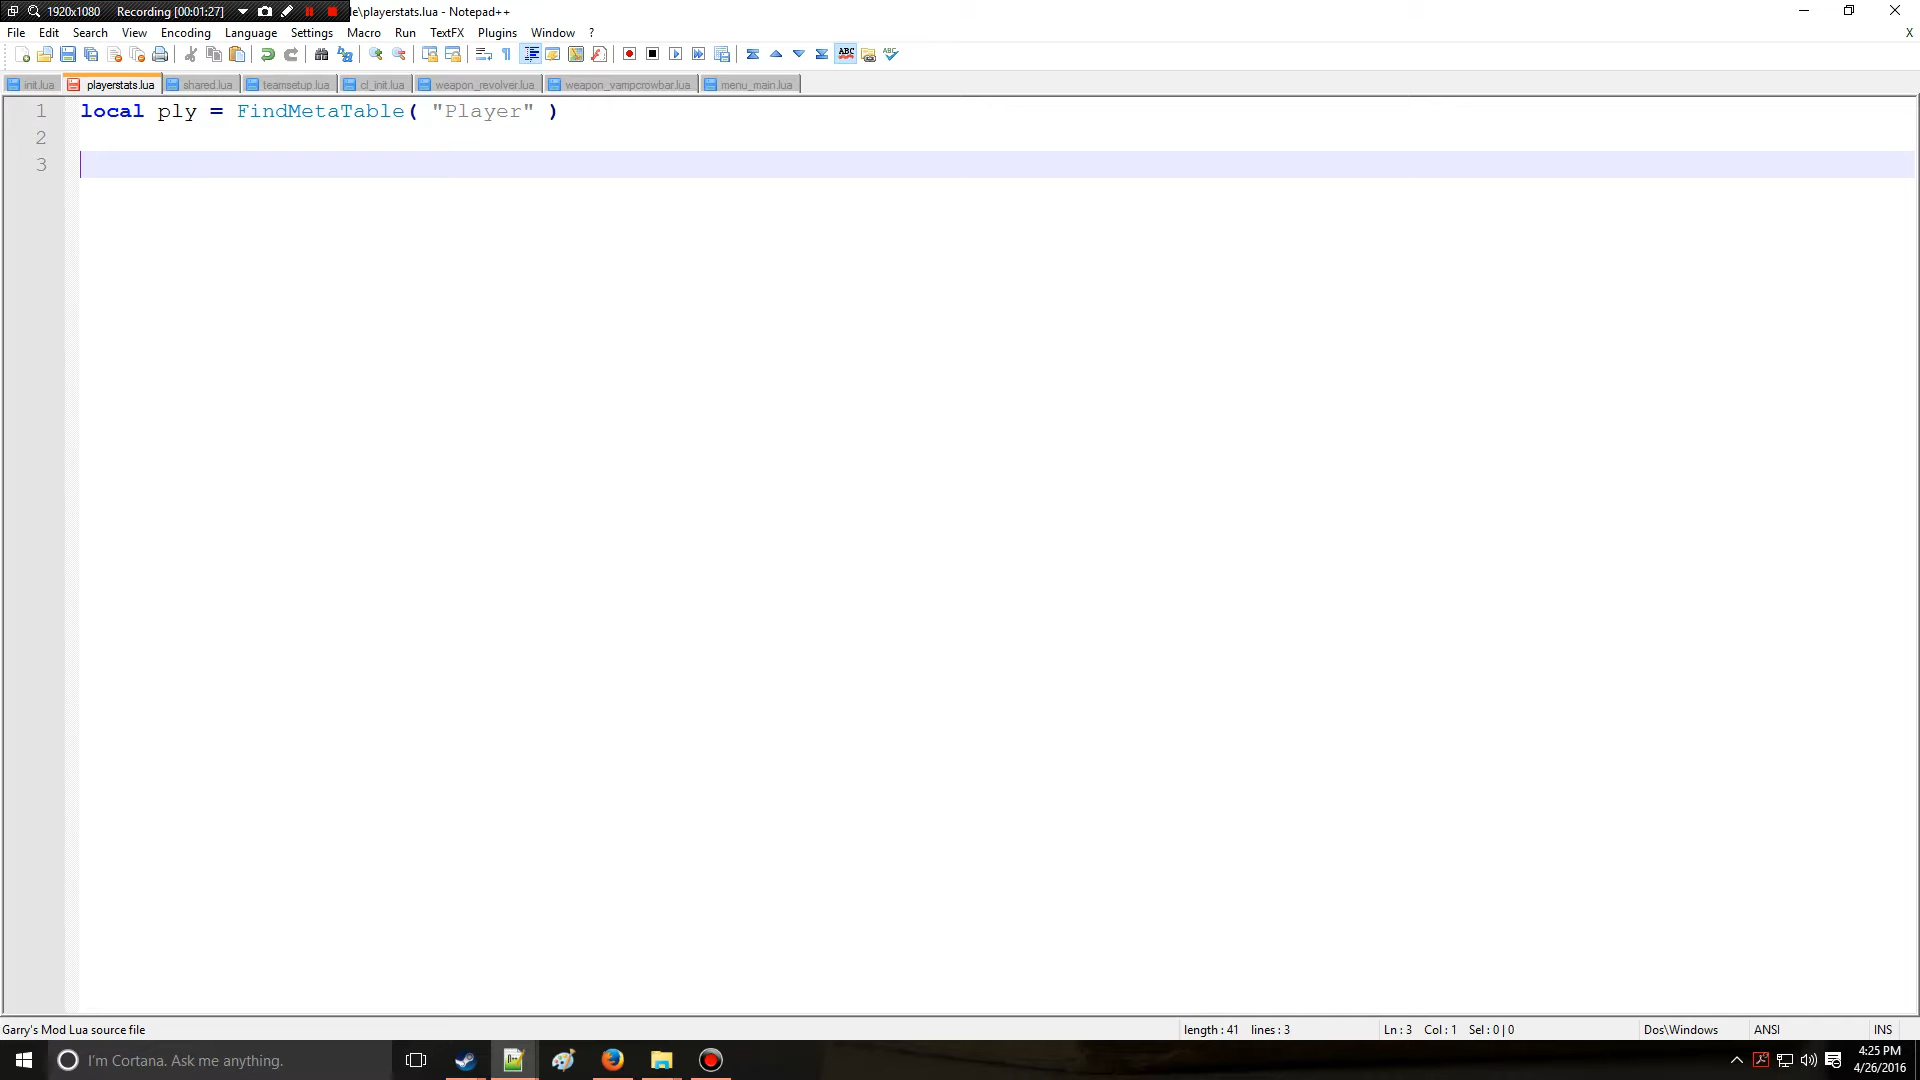 1920x1080 Recording [00:01:27] le\playerstats.lua - Notepad++
File Edit Search View Encoding Language Settings Macro Run TextFX Plugins Window ? X
init.lua playerstats.lua shared.lua teamsetup.lua cl_init.lua weapon_revolver.lua weapon_vampcrowbar.lua menu_main.lua
1 local ply = FindMetaTable( "Player" )
2
3
Garry's Mod Lua source file length : 41 lines : 3 Ln : 3 Col : 1 Sel : 0 | 0 Dos\Windows ANSI INS
I'm Cortana. Ask me anything. 4:25 PM
4/26/2016